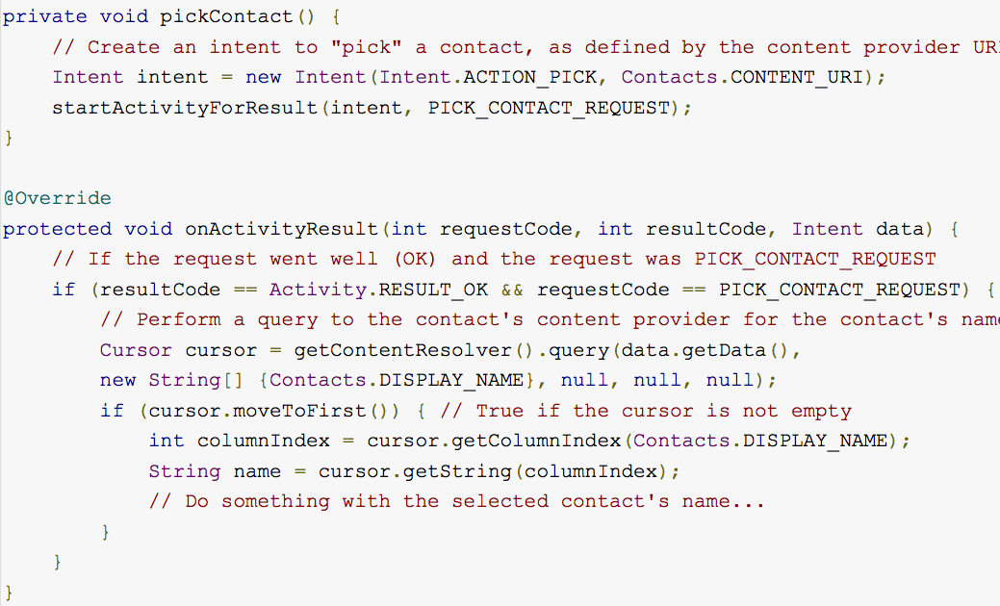 private void pickContact() {
    // Create an intent to "pick" a contact, as defined by the content provider
    Intent intent = new Intent(Intent.ACTION_PICK, Contacts.CONTENT_URI);
    startActivityForResult(intent, PICK_CONTACT_REQUEST);
}

@Override
protected void onActivityResult(int requestCode, int resultCode, Intent data) {
    // If the request went well (OK) and the request was PICK_CONTACT_REQUEST
    if (resultCode == Activity.RESULT_OK && requestCode == PICK_CONTACT_REQUEST) {
        // Perform a query to the contact's content provider for the contact's
        Cursor cursor = getContentResolver().query(data.getData(),
        new String[] {Contacts.DISPLAY_NAME}, null, null, null);
        if (cursor.moveToFirst()) { // True if the cursor is not empty
            int columnIndex = cursor.getColumnIndex(Contacts.DISPLAY_NAME);
            String name = cursor.getString(columnIndex);
            // Do something with the selected contact's name...
        }
    }
}